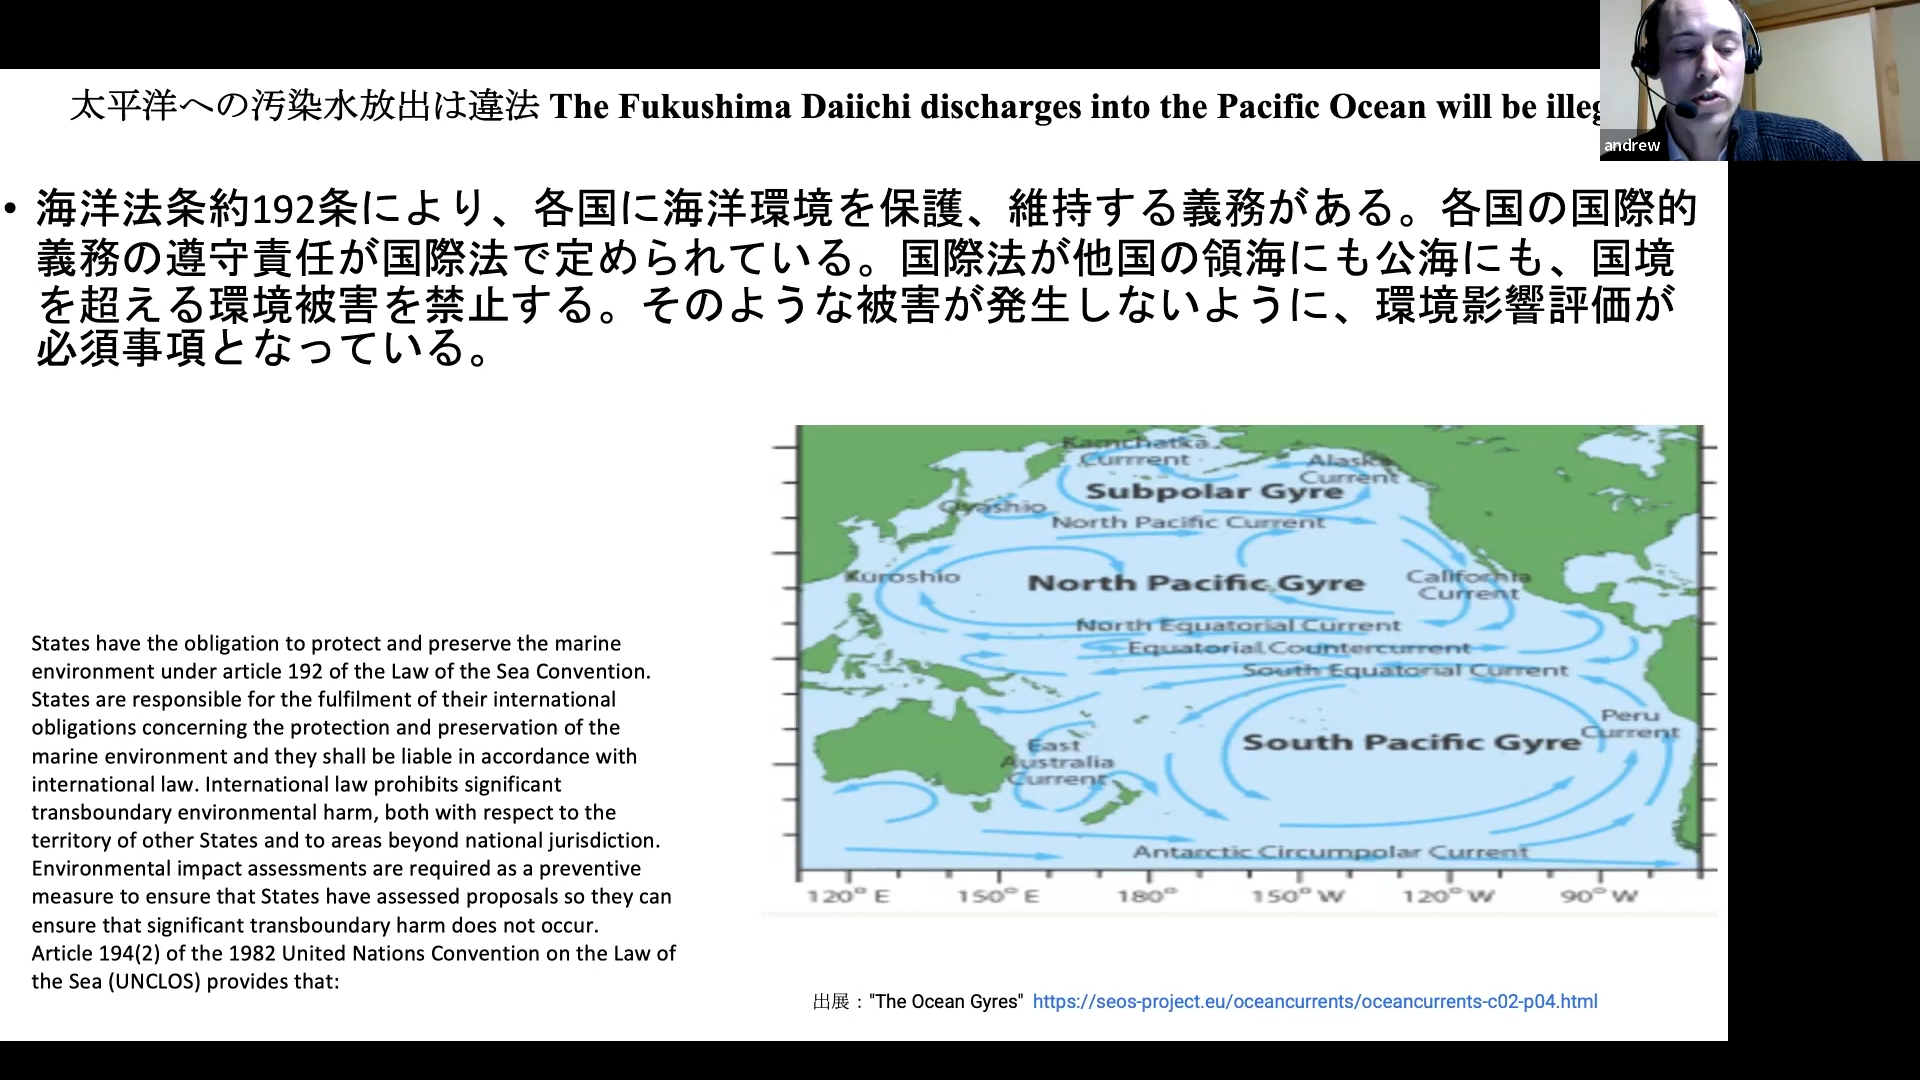 太平洋への汚染水放出は違法 The Fukushima Daiichi discharges into the Pacific Ocean will be illeg
andrew
• 海洋法条約192条により、各国に海洋環境を保護、維持する義務がある。各国の国際的
義務の遵守責任が国際法で定められている。国際法が他国の領海にも公海にも、国境
を超える環境被害を禁止する。そのような被害が発生しないように、環境影響評価が
必須事項となっている。
States have the obligation to protect and preserve the marine
environment under article 192 of the Law of the Sea Convention.
States are responsible for the fulfilment of their international
obligations concerning the protection and preservation of the
marine environment and they shall be liable in accordance with
international law. International law prohibits significant
transboundary environmental harm, both with respect to the
territory of other States and to areas beyond national jurisdiction.
Environmental impact assessments are required as a preventive
measure to ensure that States have assessed proposals so they can
ensure that significant transboundary harm does not occur.
Article 194(2) of the 1982 United Nations Convention on the Law of
the Sea (UNCLOS) provides that:
Kamchatka
Currrent
Alaska
Current
Subpolar Gyre
Oyashio
North Pacific Current
Kuroshio
North Pacific Gyre
California
Current
North Equatorial Current
Equatorial Countercurrent
South Equatorial Current
Peru
Current
South Pacific Gyre
East
Australia
Current
Antarctic Circumpolar Current
120° E 150° E 180° 150° W 120° W 90° W
出展："The Ocean Gyres" https://seos-project.eu/oceancurrents/oceancurrents-c02-p04.html